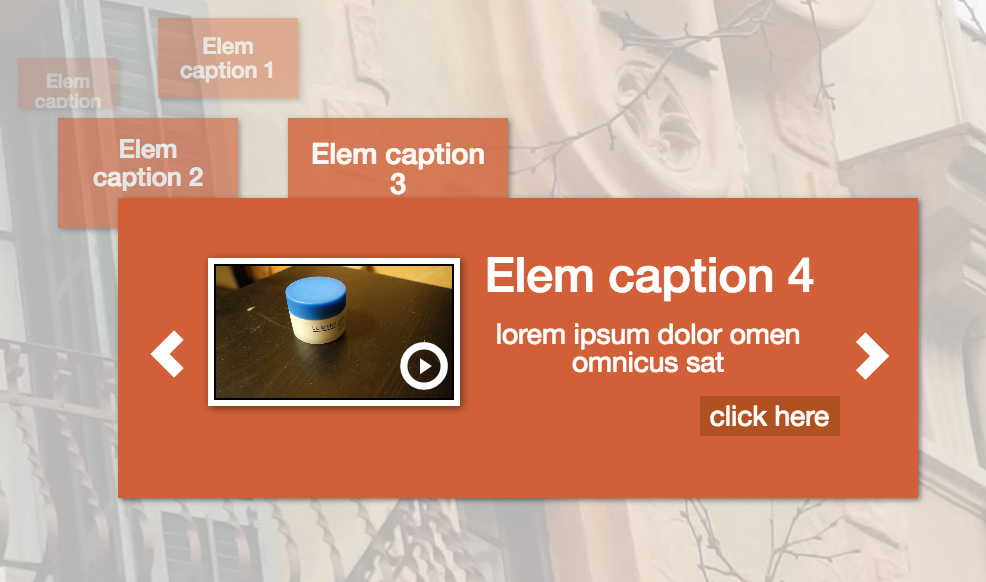 Elem
caption 1
Elem
caption
Elem
caption 2
Elem caption
3
Elem caption 4
lorem ipsum dolor omen
omnicus sat
click here